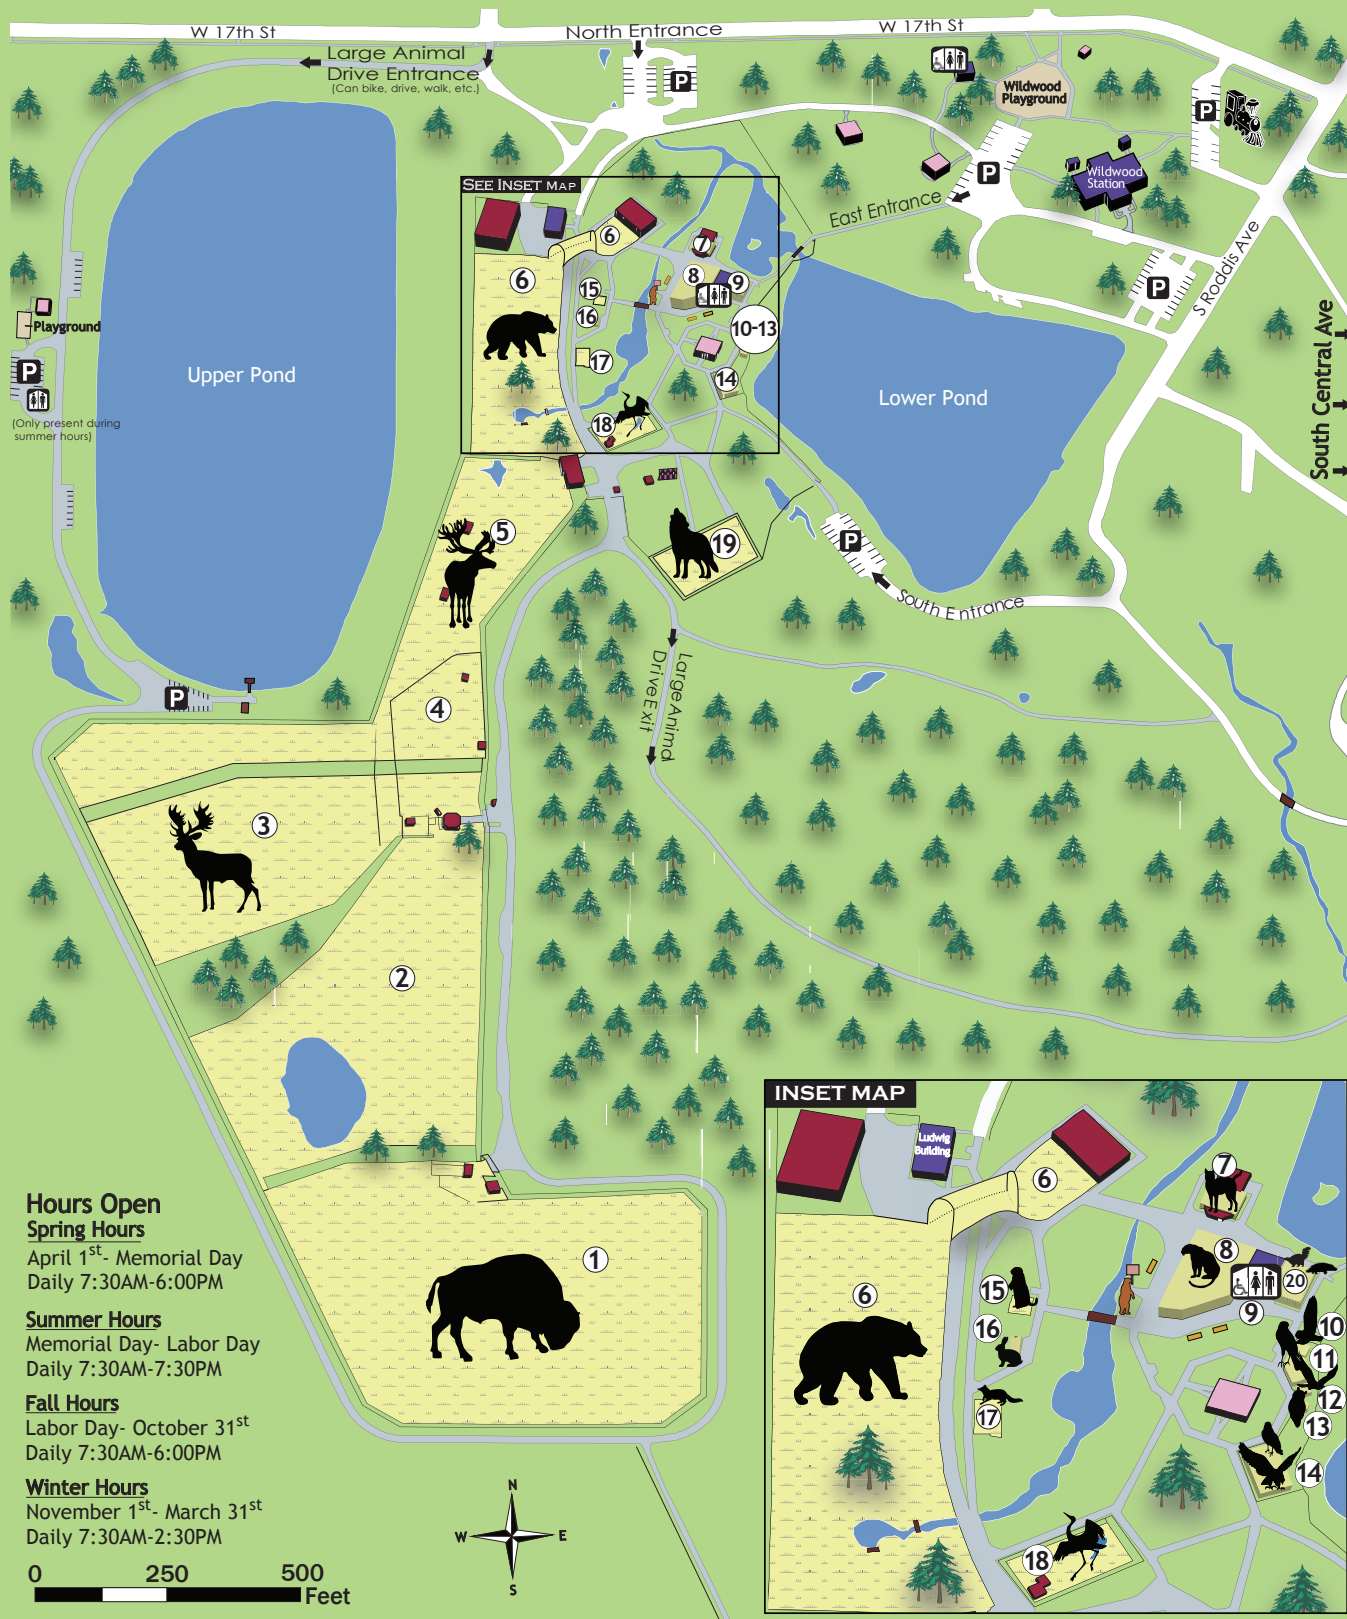 W 17th St
North Entrance
W 17th St
Large Animal
Drive Entrance
(Can bike, drive, walk, etc.)
P
P
Wildwood
Playground
P
Wildwood
Station
East Entrance
S Roddis Ave
P
South Central Ave
SEE INSET MAP
6
7
6
8
9
15
16
10-13
17
14
18
Playground
P
(Only present during
summer hours)
Upper Pond
Lower Pond
5
19
P
South Entrance
Large Animal
Drive Exit
4
P
3
2
1
INSET MAP
Ludwig
Building
6
7
8
20
9
6
15
16
17
10
11
12
13
14
18
Hours Open
Spring Hours
April 1st- Memorial Day
Daily 7:30AM-6:00PM
Summer Hours
Memorial Day- Labor Day
Daily 7:30AM-7:30PM
Fall Hours
Labor Day- October 31st
Daily 7:30AM-6:00PM
Winter Hours
November 1st- March 31st
Daily 7:30AM-2:30PM
N
W E
S
0 250 500
Feet